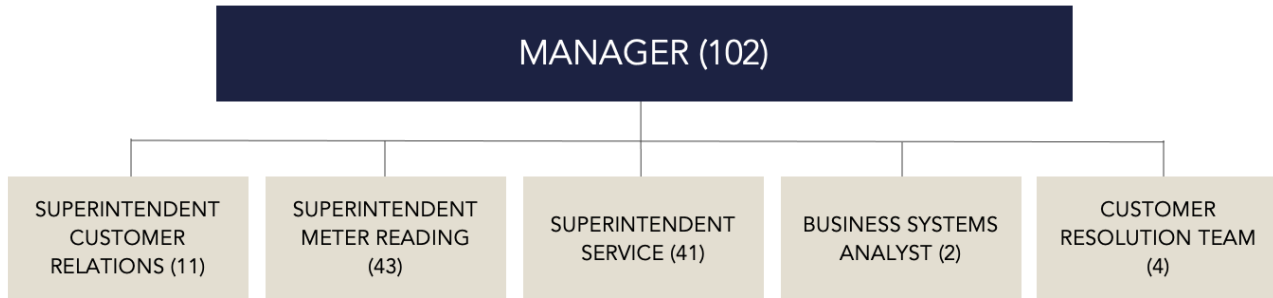 MANAGER (102)
SUPERINTENDENT
CUSTOMER
RELATIONS (11)
SUPERINTENDENT
METER READING
(43)
SUPERINTENDENT
SERVICE (41)
BUSINESS SYSTEMS
ANALYST (2)
CUSTOMER
RESOLUTION TEAM
(4)